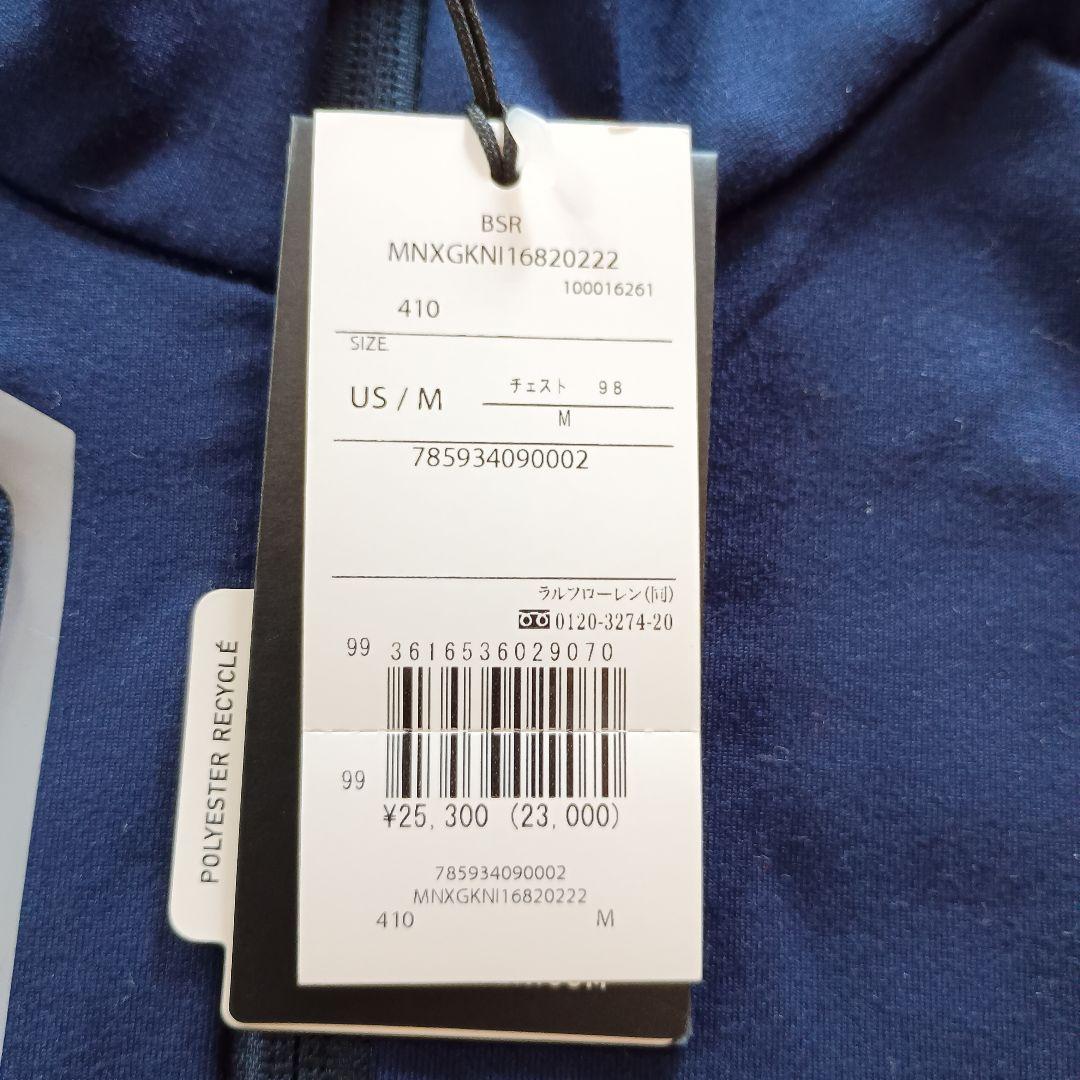 BSR
MNXGKNI16820222
100016261
410
SIZE
US / M
チェスト 98
M
785934090002
ラルフローレン(同)
0120-3274-20
99 3616536029070
99
¥25,300 (23,000)
785934090002
MNXGKNI16820222
410 M
POLYESTER RECYCLÉ